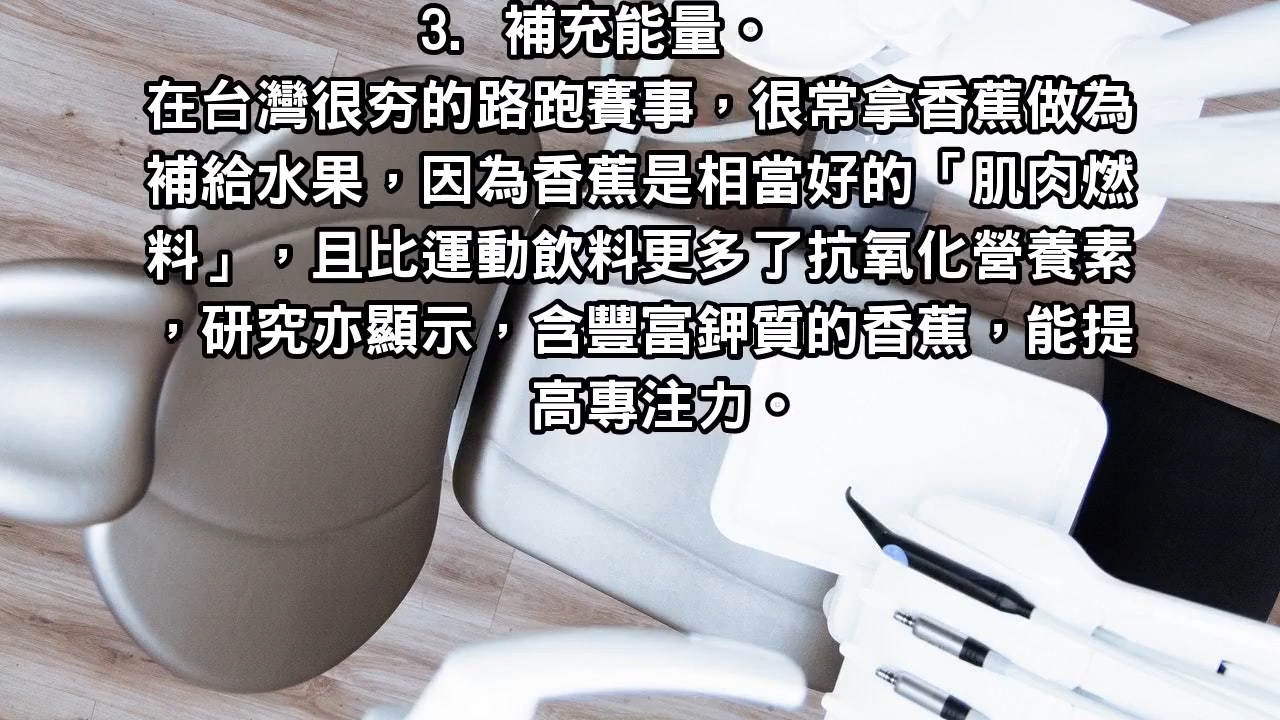 3. 補充能量。
在台灣很夯的路跑賽事，很常拿香蕉做為
補給水果，因為香蕉是相當好的「肌肉燃
料」，且比運動飲料更多了抗氧化營養素
，研究亦顯示，含豐富鉀質的香蕉，能提
高專注力。